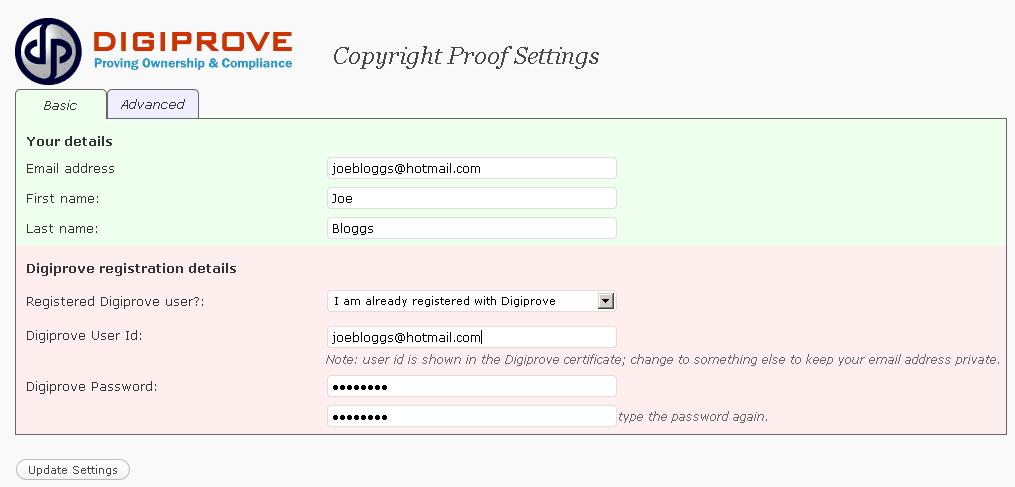 dp DIGIPROVE
Proving Ownership & Compliance
Copyright Proof Settings
Basic Advanced
Your details
Email address joebloggs@hotmail.com
First name: Joe
Last name: Bloggs
Digiprove registration details
Registered Digiprove user?: I am already registered with Digiprove
Digiprove User Id: joebloggs@hotmail.com
Note: user id is shown in the Digiprove certificate; change to something else to keep your email address private.
Digiprove Password: ••••••••
•••••••• type the password again.
Update Settings